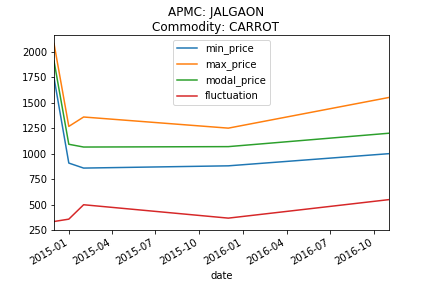 APMC: JALGAON
Commodity: CARROT
min_price
max_price
modal_price
fluctuation
2000
1750
1500
1250
1000
750
500
250
2015-01
2015-04
2015-07
2015-10
2016-01
2016-04
2016-07
2016-10
date